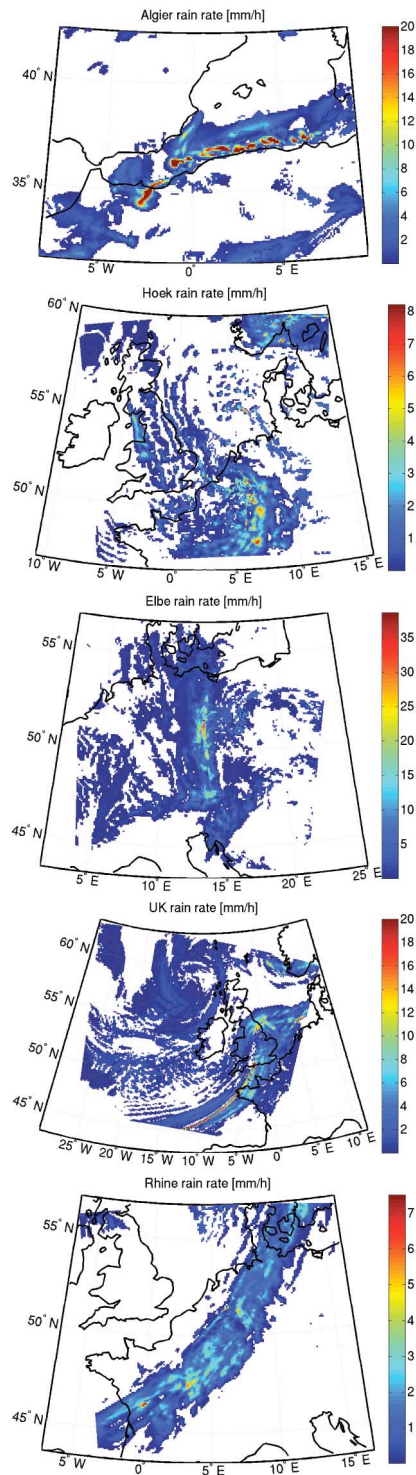 Algier rain rate [mm/h]
20
18
16
14
12
10
8
6
4
2
40° N
35° N
5° W 0° 5° E
Hoek rain rate [mm/h]
8
7
6
5
4
3
2
1
60° N
55° N
50° N
10° W 5° W 0° 5° E 10° E 15° E
Elbe rain rate [mm/h]
35
30
25
20
15
10
5
55° N
50° N
45° N
5° E 10° E 15° E 20° E 25° E
UK rain rate [mm/h]
20
18
16
14
12
10
8
6
4
2
60° N
55° N
50° N
45° N
25° W 20° W 15° W 10° W 5° W 0° 5° E 10° E
Rhine rain rate [mm/h]
7
6
5
4
3
2
1
55° N
50° N
45° N
5° W 0° 5° E 10° E 15° E